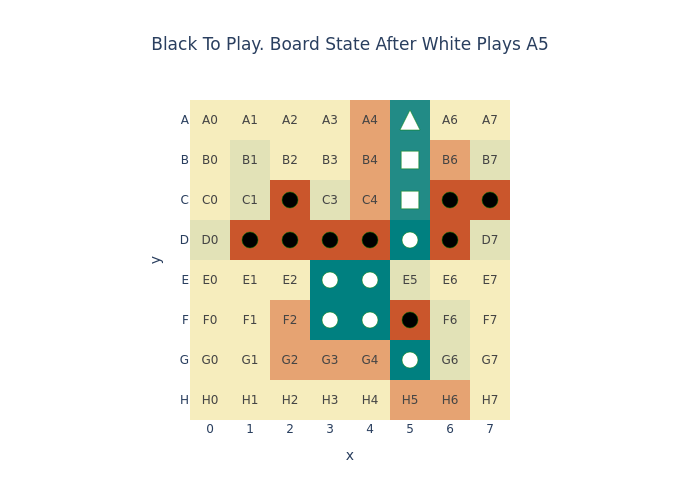 Black To Play. Board State After White Plays A5
A A0 A1 A2 A3 A4 A6 A7
B B0 B1 B2 B3 B4 B6 B7
C C0 C1 C3 C4
D D0 D7
y
E E0 E1 E2 E5 E6 E7
F F0 F1 F2 F6 F7
G G0 G1 G2 G3 G4 G6 G7
H H0 H1 H2 H3 H4 H5 H6 H7
0 1 2 3 4 5 6 7
x